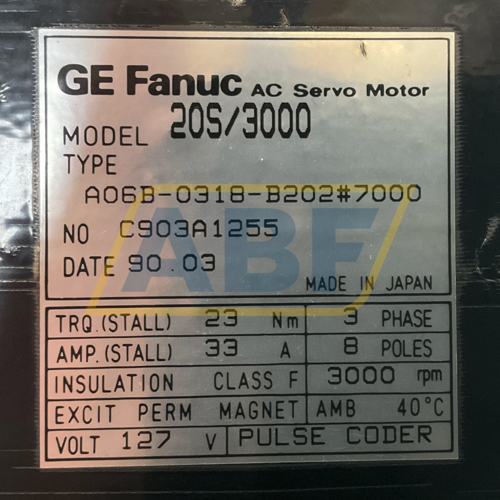 GE Fanuc AC Servo Motor
MODEL 20S/3000
TYPE
A06B-0318-B202#7000
NO C903A1255
DATE 90.03
ABF
MADE IN JAPAN
TRQ.(STALL) 23 Nm 3 PHASE
AMP.(STALL) 33 A 8 POLES
INSULATION CLASS F 3000 rpm
EXCIT PERM MAGNET AMB 40°C
VOLT 127 V PULSE CODER